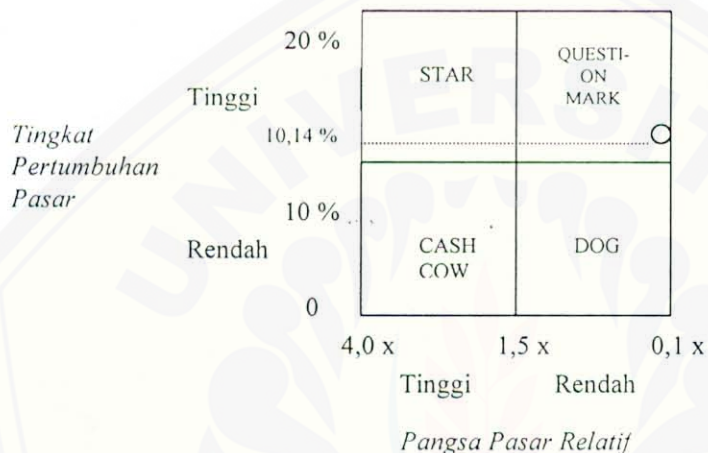 20 %
STAR
QUESTI-
ON
MARK
Tinggi
Tingkat
Pertumbuhan
Pasar
10,14 %
10 %
Rendah
CASH
COW
DOG
0
4,0 x
1,5 x
0,1 x
Tinggi
Rendah
Pangsa Pasar Relatif
UNIVERSIT